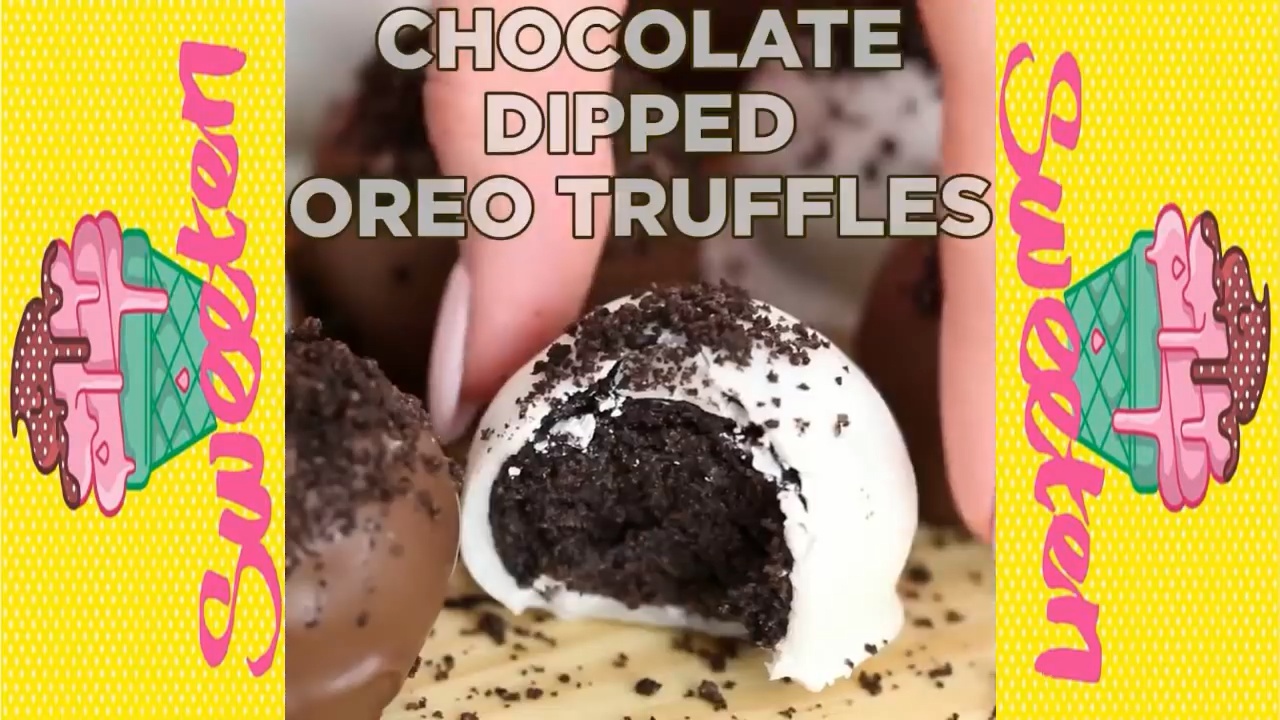 CHOCOLATE
DIPPED
OREO TRUFFLES
Sweeten
Sweeten